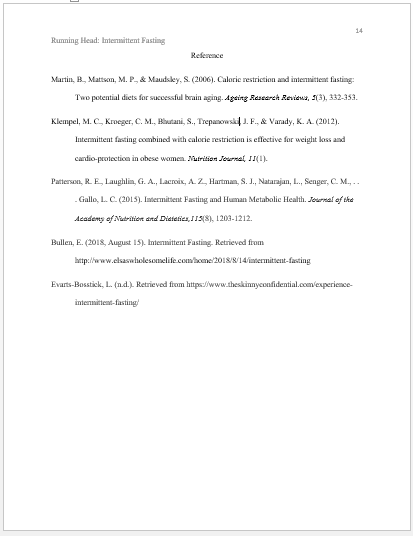 14
Running Head: Intermittent Fasting
Reference
Martin, B., Mattson, M. P., & Maudsley, S. (2006). Caloric restriction and intermittent fasting:
Two potential diets for successful brain aging. Ageing Research Reviews, 5(3), 332-353.
Klempel, M. C., Kroeger, C. M., Bhutani, S., Trepanowski, J. F., & Varady, K. A. (2012).
Intermittent fasting combined with calorie restriction is effective for weight loss and
cardio-protection in obese women. Nutrition Journal, 11(1).
Patterson, R. E., Laughlin, G. A., Lacroix, A. Z., Hartman, S. J., Natarajan, L., Senger, C. M., . .
. Gallo, L. C. (2015). Intermittent Fasting and Human Metabolic Health. Journal of the
Academy of Nutrition and Dietetics,115(8), 1203-1212.
Bullen, E. (2018, August 15). Intermittent Fasting. Retrieved from
http://www.elsaswholesomelife.com/home/2018/8/14/intermittent-fasting
Evarts-Bosstick, L. (n.d.). Retrieved from https://www.theskinnyconfidential.com/experience-
intermittent-fasting/